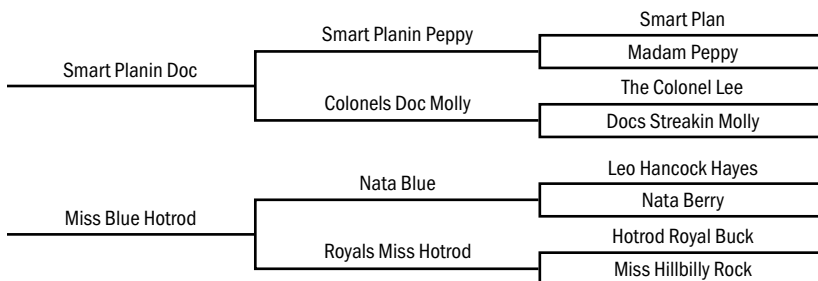 Smart Plan
Smart Planin Peppy
Madam Peppy
Smart Planin Doc
The Colonel Lee
Colonels Doc Molly
Docs Streakin Molly
Leo Hancock Hayes
Nata Blue
Nata Berry
Miss Blue Hotrod
Hotrod Royal Buck
Royals Miss Hotrod
Miss Hillbilly Rock